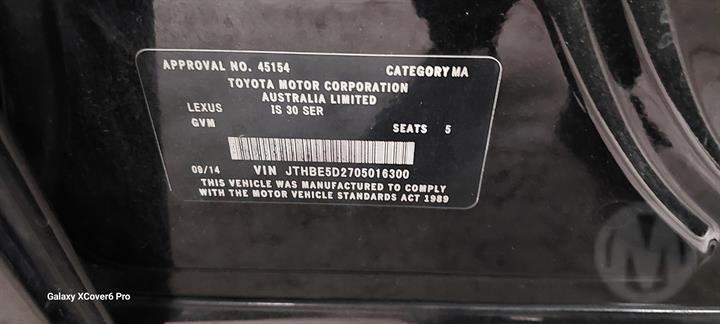 APPROVAL NO. 45154 CATEGORY MA
TOYOTA MOTOR CORPORATION
AUSTRALIA LIMITED
LEXUS IS 30 SER
GVM SEATS 5
09/14 VIN JTHBE5D2705016300
THIS VEHICLE WAS MANUFACTURED TO COMPLY
WITH THE MOTOR VEHICLE STANDARDS ACT 1989
M
Galaxy XCover6 Pro